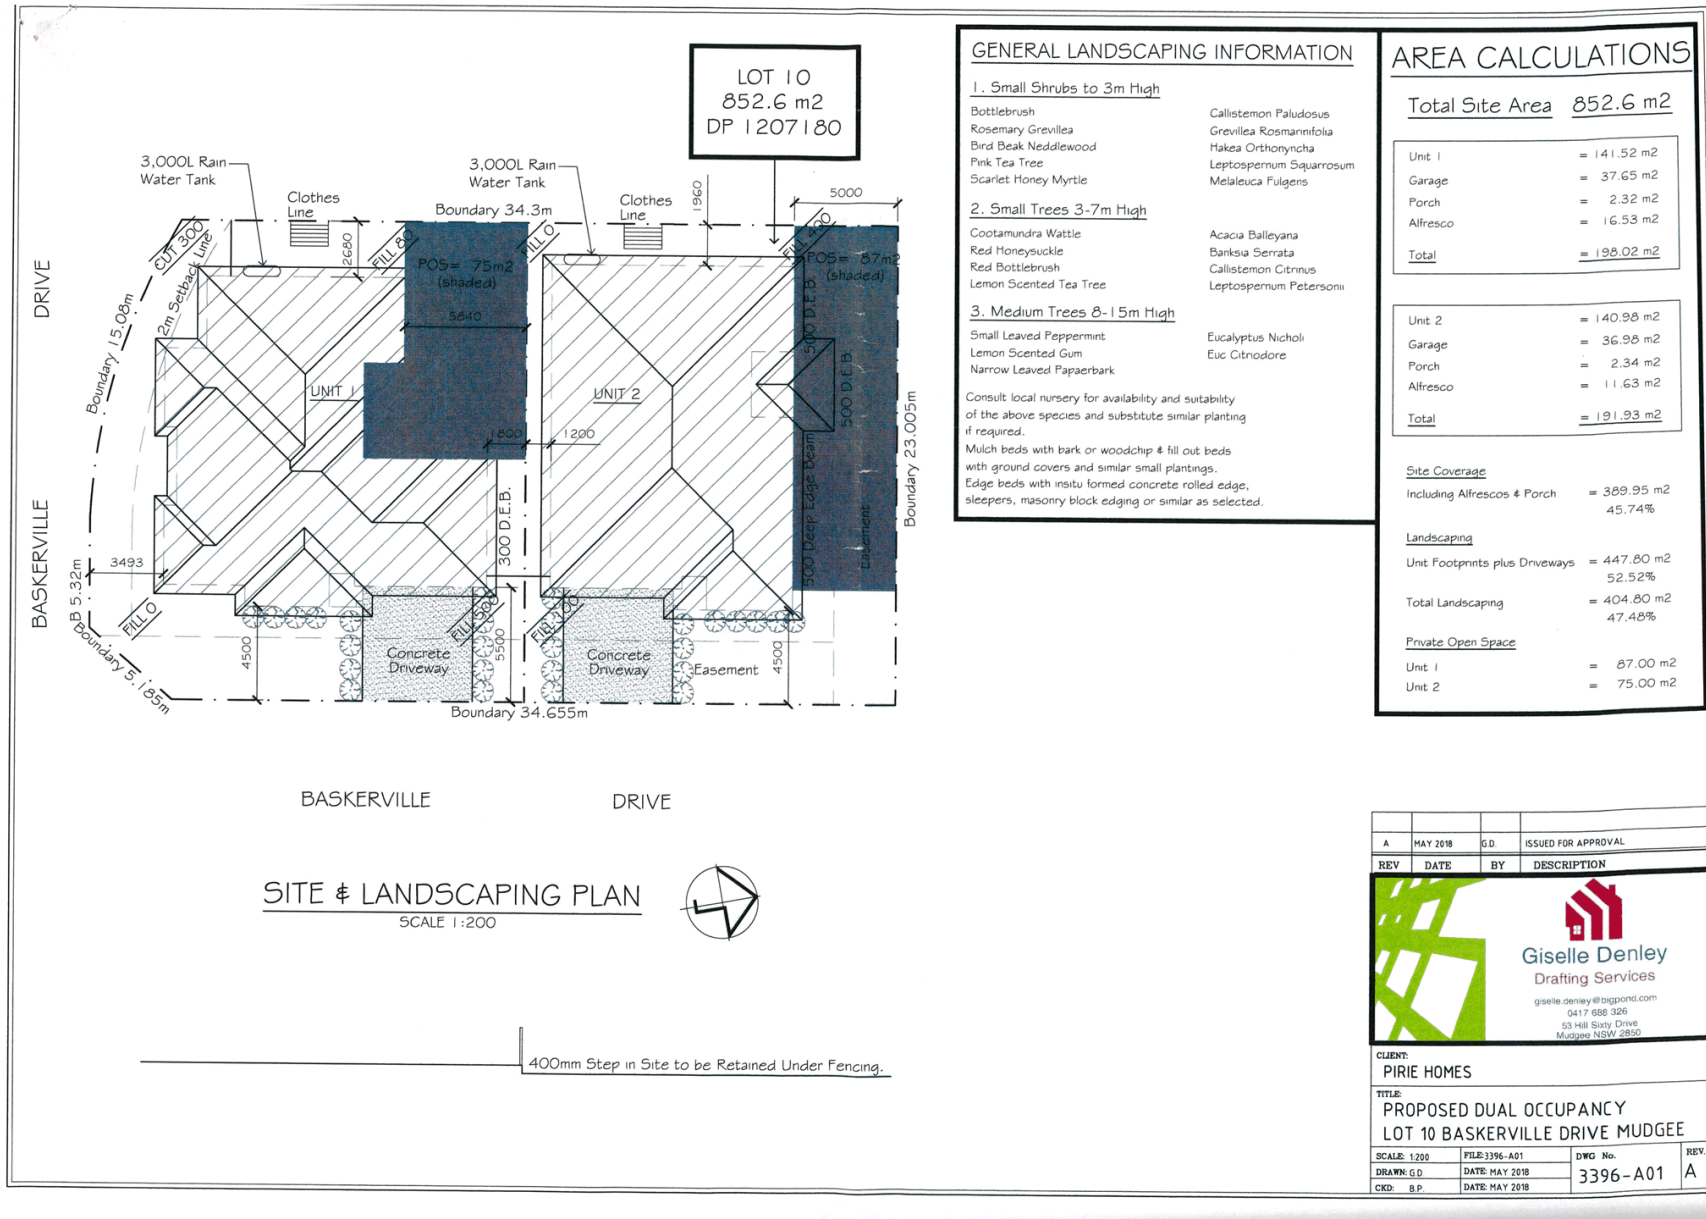 LOT 10
852.6 m2
DP 1207180
3,000L Rain
Water Tank
3,000L Rain
Water Tank
Clothes
Line
Clothes
Line
Boundary 34.3m
1960
5000
CUT 300
2m Setback Line
2680
FILL 80
FILL 0
FILL 400
POS= 75m2
(shaded)
POS= 87m2
(shaded)
5840
DRIVE
Boundary 15.08m
UNIT 1
UNIT 2
500 D.E.B.
500 D.E.B.
1800
1200
500 Deep Edge Beam
Easement
Boundary 23.005m
BASKERVILLE
300 D.E.B.
3493
B 5.32m
FILL 0
Boundary 5.185m
4500
FILL 500
5500
Concrete
Driveway
Concrete
Driveway
Easement
4500
Boundary 34.655m
BASKERVILLE DRIVE
SITE & LANDSCAPING PLAN
SCALE 1:200
400mm Step in Site to be Retained Under Fencing.
GENERAL LANDSCAPING INFORMATION
1. Small Shrubs to 3m High
Bottlebrush Callistemon Paludosus
Rosemary Grevillea Grevillea Rosmarinifolia
Bird Beak Neddlewood Hakea Orthonyncha
Pink Tea Tree Leptospernum Squarrosum
Scarlet Honey Myrtle Melaleuca Fulgens
2. Small Trees 3-7m High
Cootamundra Wattle Acacia Balleyana
Red Honeysuckle Banksia Serrata
Red Bottlebrush Callistemon Citrinus
Lemon Scented Tea Tree Leptospernum Petersonii
3. Medium Trees 8-15m High
Small Leaved Peppermint Eucalyptus Nicholi
Lemon Scented Gum Euc Citriodore
Narrow Leaved Papaerbark
Consult local nursery for availability and suitability
of the above species and substitute similar planting
if required.
Mulch beds with bark or woodchip & fill out beds
with ground covers and similar small plantings.
Edge beds with insitu formed concrete rolled edge,
sleepers, masonry block edging or similar as selected.
AREA CALCULATIONS
Total Site Area 852.6 m2
Unit 1 = 141.52 m2
Garage = 37.65 m2
Porch = 2.32 m2
Alfresco = 16.53 m2
Total = 198.02 m2
Unit 2 = 140.98 m2
Garage = 36.98 m2
Porch = 2.34 m2
Alfresco = 11.63 m2
Total = 191.93 m2
Site Coverage
Including Alfrescos & Porch = 389.95 m2
45.74%
Landscaping
Unit Footprints plus Driveways = 447.80 m2
52.52%
Total Landscaping = 404.80 m2
47.48%
Private Open Space
Unit 1 = 87.00 m2
Unit 2 = 75.00 m2
A MAY 2018 G.D. ISSUED FOR APPROVAL
REV DATE BY DESCRIPTION
Giselle Denley
Drafting Services
giselle.denley@bigpond.com
0417 688 326
53 Hill Sixty Drive
Mudgee NSW 2850
CLIENT:
PIRIE HOMES
TITLE:
PROPOSED DUAL OCCUPANCY
LOT 10 BASKERVILLE DRIVE MUDGEE
SCALE: 1:200 FILE:3396-A01 DWG No. REV.
DRAWN: G.D. DATE: MAY 2018 3396-A01 A
CKD: B.P. DATE: MAY 2018